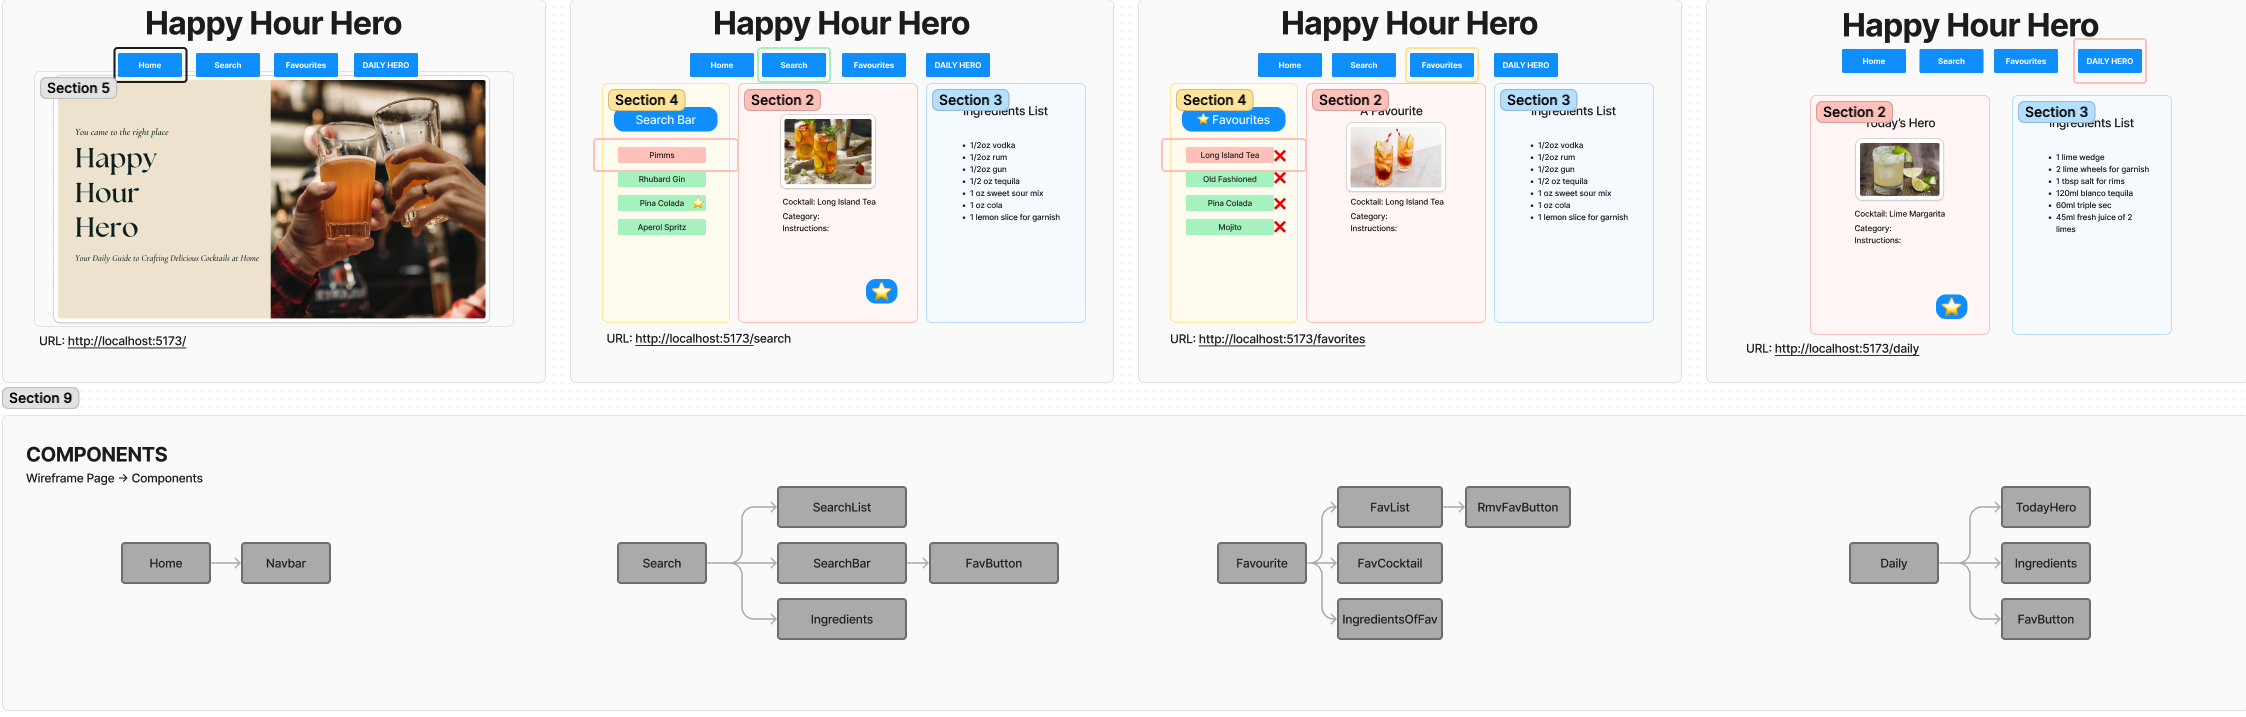 Happy Hour Hero
Home
Search
Favourites
DAILY HERO
Section 5
You came to the right place
Happy
Hour
Hero
Your Daily Guide to Crafting Delicious Cocktails at Home
URL: http://localhost:5173/
Happy Hour Hero
Home
Search
Favourites
DAILY HERO
Section 4
Search Bar
Pimms
Rhubard Gin
Pina Colada
Aperol Spritz
Section 2
Cocktail: Long Island Tea
Category:
Instructions:
Section 3
Ingredients List
1/2oz vodka
1/2oz rum
1/2oz gun
1/2 oz tequila
1 oz sweet sour mix
1 oz cola
1 lemon slice for garnish
URL: http://localhost:5173/search
Happy Hour Hero
Home
Search
Favourites
DAILY HERO
Section 4
Favourites
Long Island Tea
Old Fashioned
Pina Colada
Mojito
Section 2
A Favourite
Cocktail: Long Island Tea
Category:
Instructions:
Section 3
Ingredients List
1/2oz vodka
1/2oz rum
1/2oz gun
1/2 oz tequila
1 oz sweet sour mix
1 oz cola
1 lemon slice for garnish
URL: http://localhost:5173/favorites
Happy Hour Hero
Home
Search
Favourites
DAILY HERO
Section 2
Today's Hero
Cocktail: Lime Margarita
Category:
Instructions:
Section 3
Ingredients List
1 lime wedge
2 lime wheels for garnish
1 tbsp salt for rims
120ml blanco tequila
60ml triple sec
45ml fresh juice of 2
limes
URL: http://localhost:5173/daily
Section 9
COMPONENTS
Wireframe Page → Components
Home
Navbar
Search
SearchList
SearchBar
FavButton
Ingredients
Favourite
FavList
RmvFavButton
FavCocktail
IngredientsOfFav
Daily
TodayHero
Ingredients
FavButton